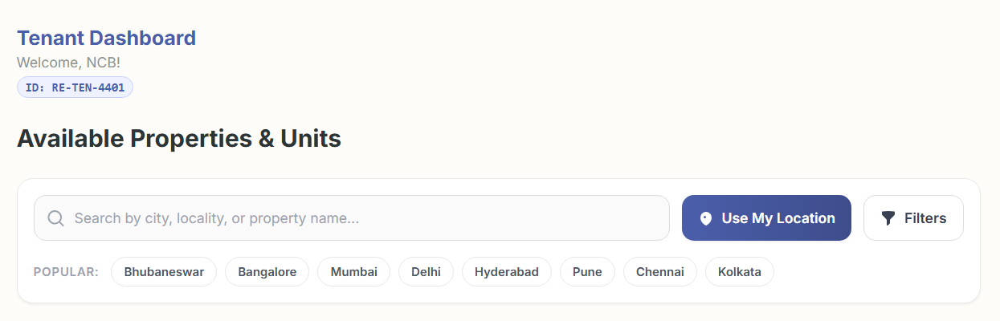 Tenant Dashboard
Welcome, NCB!
ID: RE-TEN-4401
Available Properties & Units
Search by city, locality, or property name...
Use My Location
Filters
POPULAR:
Bhubaneswar
Bangalore
Mumbai
Delhi
Hyderabad
Pune
Chennai
Kolkata